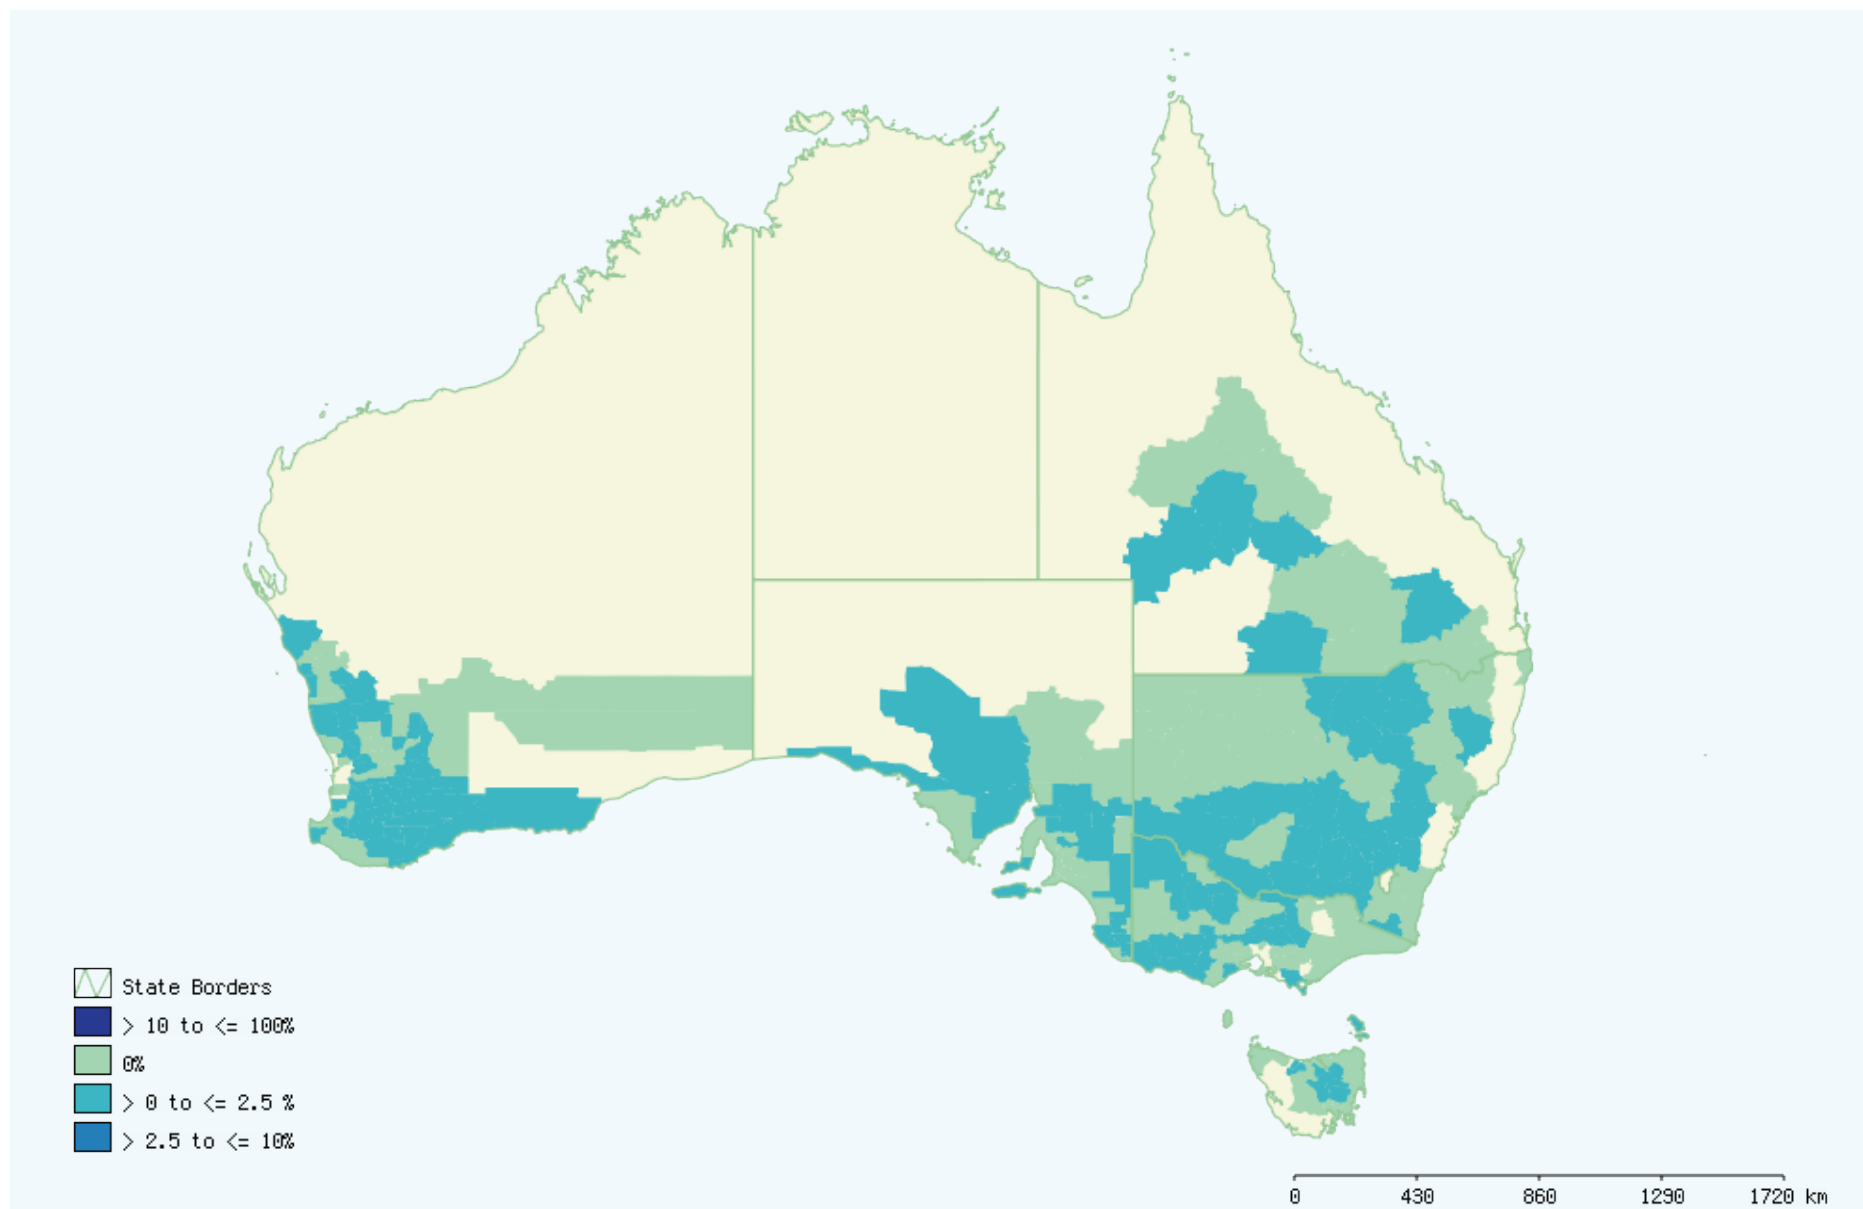 State Borders
> 10 to <= 100%
0%
> 0 to <= 2.5 %
> 2.5 to <= 10%
0 430 860 1290 1720 km